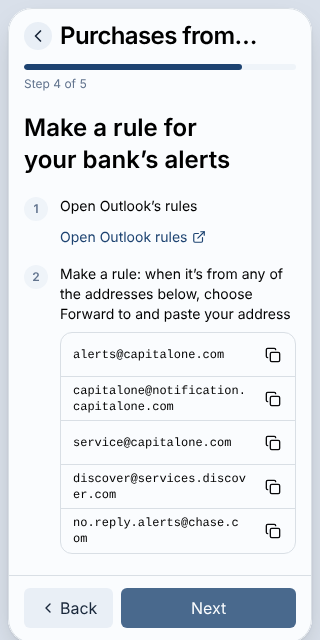 Purchases from…
Step 4 of 5
Make a rule for
your bank’s alerts
1
Open Outlook’s rules
Open Outlook rules
2
Make a rule: when it’s from any of
the addresses below, choose
Forward to and paste your address
alerts@capitalone.com
capitalone@notification.
capitalone.com
service@capitalone.com
discover@services.discov
er.com
no.reply.alerts@chase.c
om
Back
Next